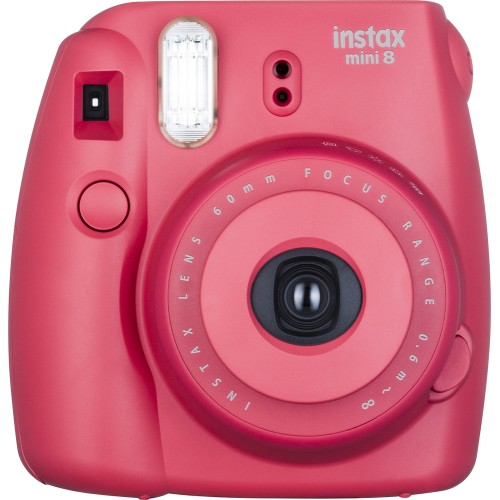 instax
mini 8
INSTAX LENS 60mm FOCUS RANGE 0.6m ~ ∞